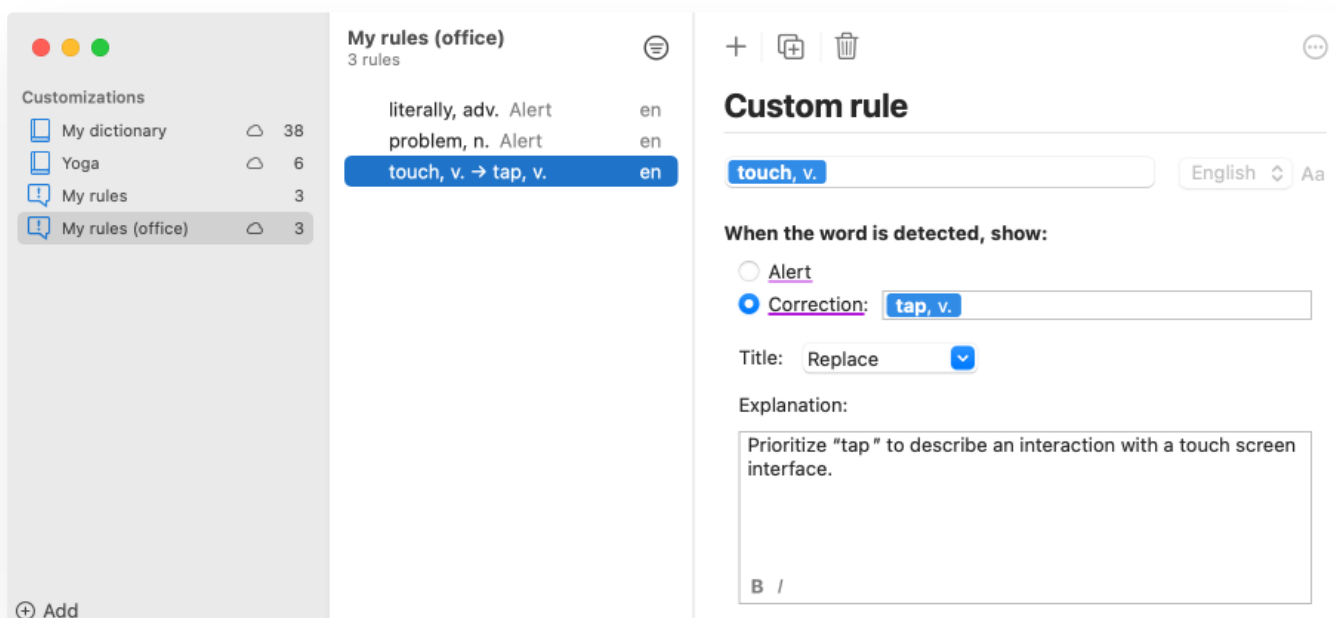 Customizations
My dictionary 38
Yoga 6
My rules 3
My rules (office) 3
Add
My rules (office)
3 rules
literally, adv. Alert en
problem, n. Alert en
touch, v. → tap, v. en
Custom rule
touch, v. English Aa
When the word is detected, show:
Alert
Correction: tap, v.
Title: Replace
Explanation:
Prioritize “tap” to describe an interaction with a touch screen
interface.
B I